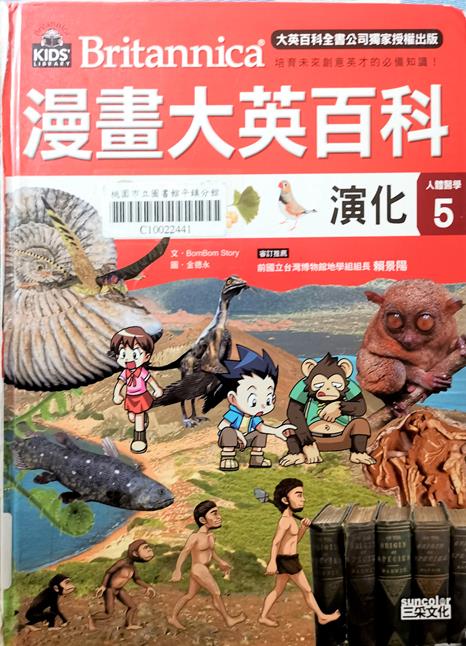 Britannica
KIDS'
LIBRARY
Britannica®
大英百科全書公司獨家授權出版
培育未來創意英才的必備知識！
漫畫大英百科
桃園市立圖書館平鎮分館
C10022441
演化
人體醫學
5
文・BomBom Story
圖・金德永
審訂推薦
前國立台灣博物館地學組組長 賴景陽
ORIGIN
OF
SPECIES
suncolor
三采文化